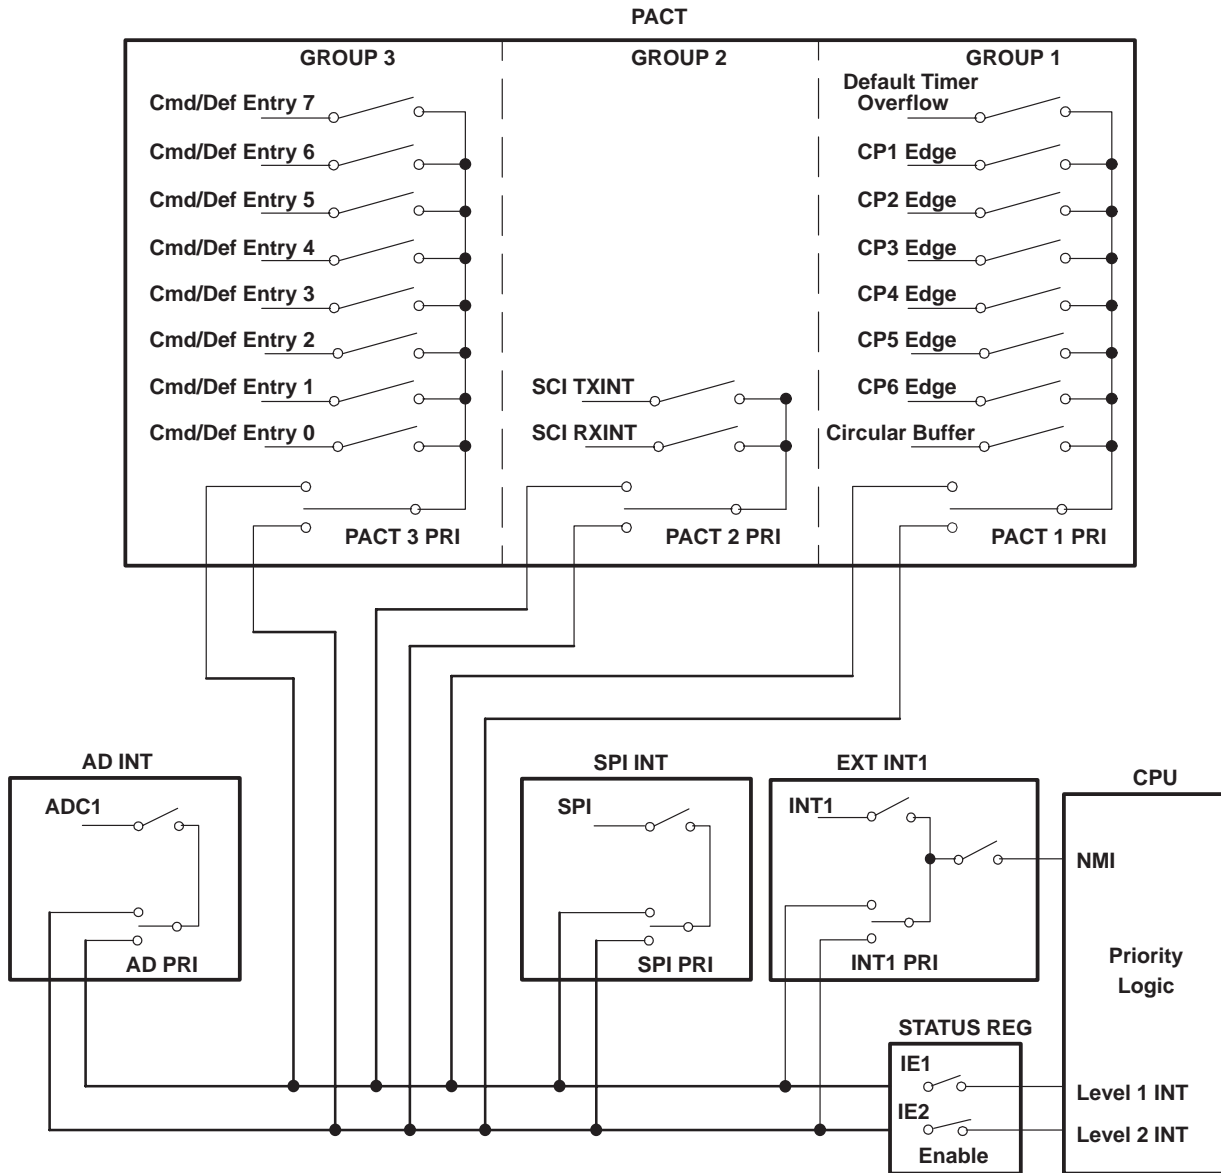 PACT
GROUP 3
GROUP 2
GROUP 1
Cmd/Def Entry 7
Cmd/Def Entry 6
Cmd/Def Entry 5
Cmd/Def Entry 4
Cmd/Def Entry 3
Cmd/Def Entry 2
Cmd/Def Entry 1
Cmd/Def Entry 0
PACT 3 PRI
SCI TXINT
SCI RXINT
PACT 2 PRI
Default Timer
Overflow
CP1 Edge
CP2 Edge
CP3 Edge
CP4 Edge
CP5 Edge
CP6 Edge
Circular Buffer
PACT 1 PRI
AD INT
ADC1
AD PRI
SPI INT
SPI
SPI PRI
EXT INT1
INT1
INT1 PRI
CPU
NMI
Priority
Logic
Level 1 INT
Level 2 INT
STATUS REG
IE1
IE2
Enable